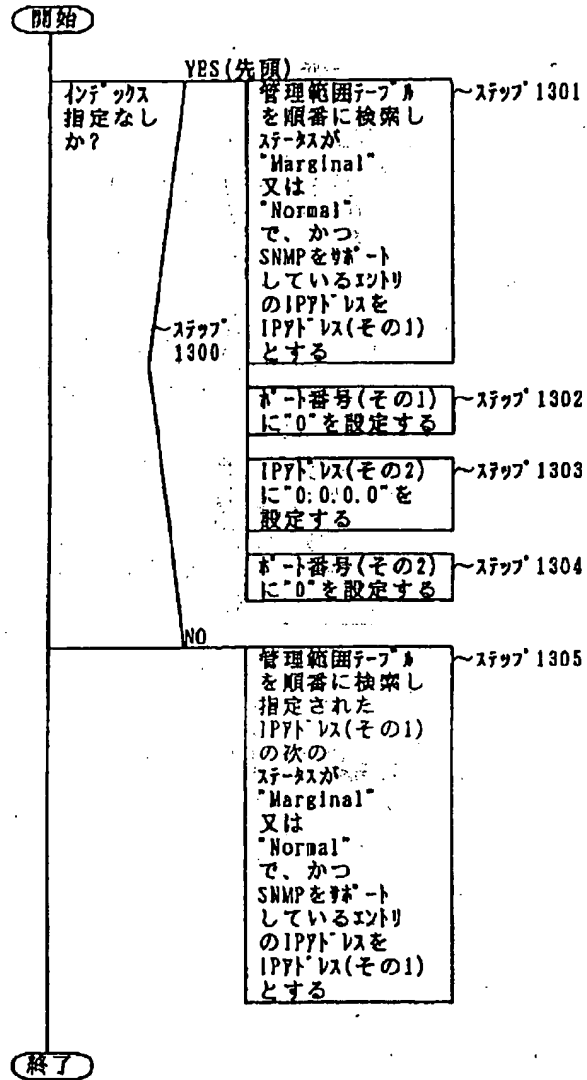 開始
YES(先頭)
インデックス
指定なし
か?
~ステップ
1300
管理範囲テーブル
を順番に検索し
ステータスが
"Marginal"
又は
"Normal"
で、かつ
SNMPをサポート
しているエントリ
のIPアドレスを
IPアドレス(その1)
とする
~ステップ1301
ポート番号(その1)
に"0"を設定する
~ステップ1302
IPアドレス(その2)
に"0.0.0.0"を
設定する
~ステップ1303
ポート番号(その2)
に"0"を設定する
~ステップ1304
NO
管理範囲テーブル
を順番に検索し
指定された
IPアドレス(その1)
の次の
ステータスが
"Marginal"
又は
"Normal"
で、かつ
SNMPをサポート
しているエントリ
のIPアドレスを
IPアドレス(その1)
とする
~ステップ1305
終了